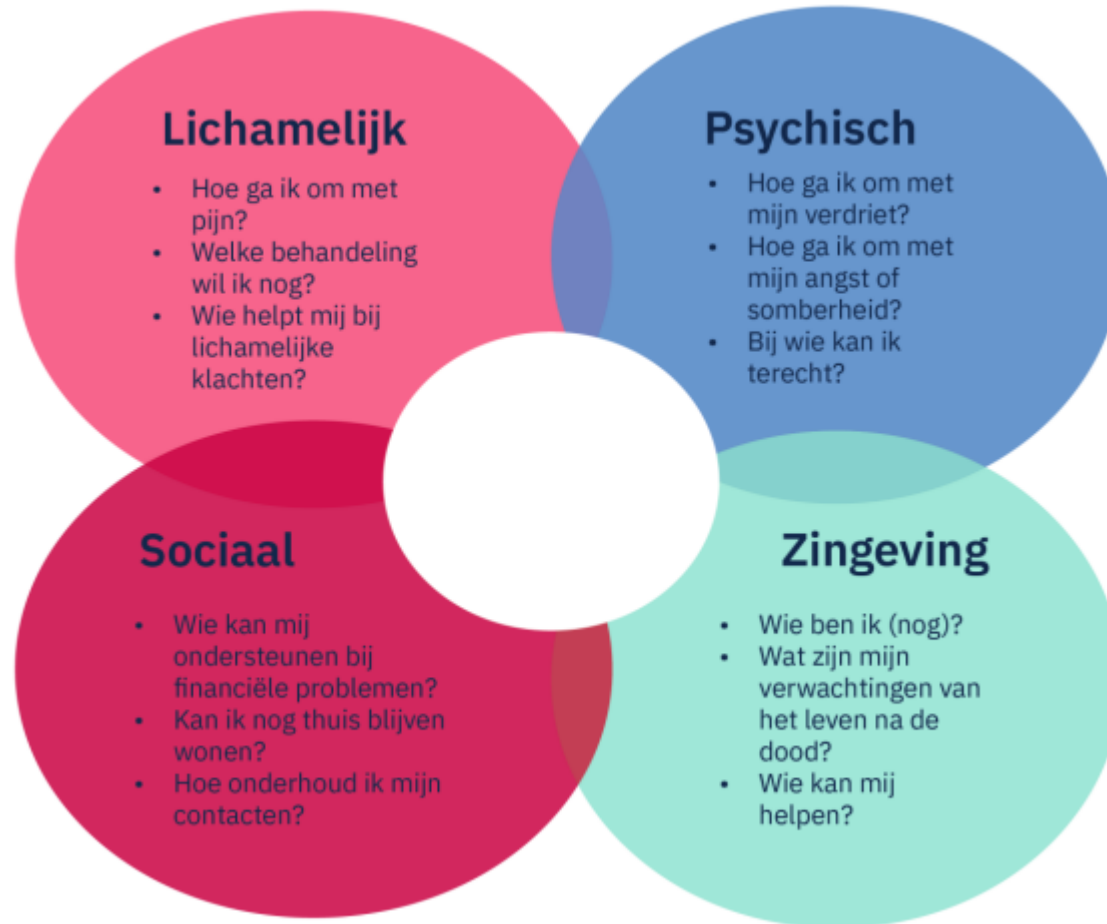 Lichamelijk
• Hoe ga ik om met
pijn?
• Welke behandeling
wil ik nog?
• Wie helpt mij bij
lichamelijke
klachten?
Psychisch
• Hoe ga ik om met
mijn verdriet?
• Hoe ga ik om met
mijn angst of
somberheid?
• Bij wie kan ik
terecht?
Sociaal
• Wie kan mij
ondersteunen bij
financiële problemen?
• Kan ik nog thuis blijven
wonen?
• Hoe onderhoud ik mijn
contacten?
Zingeving
• Wie ben ik (nog)?
• Wat zijn mijn
verwachtingen van
het leven na de
dood?
• Wie kan mij
helpen?